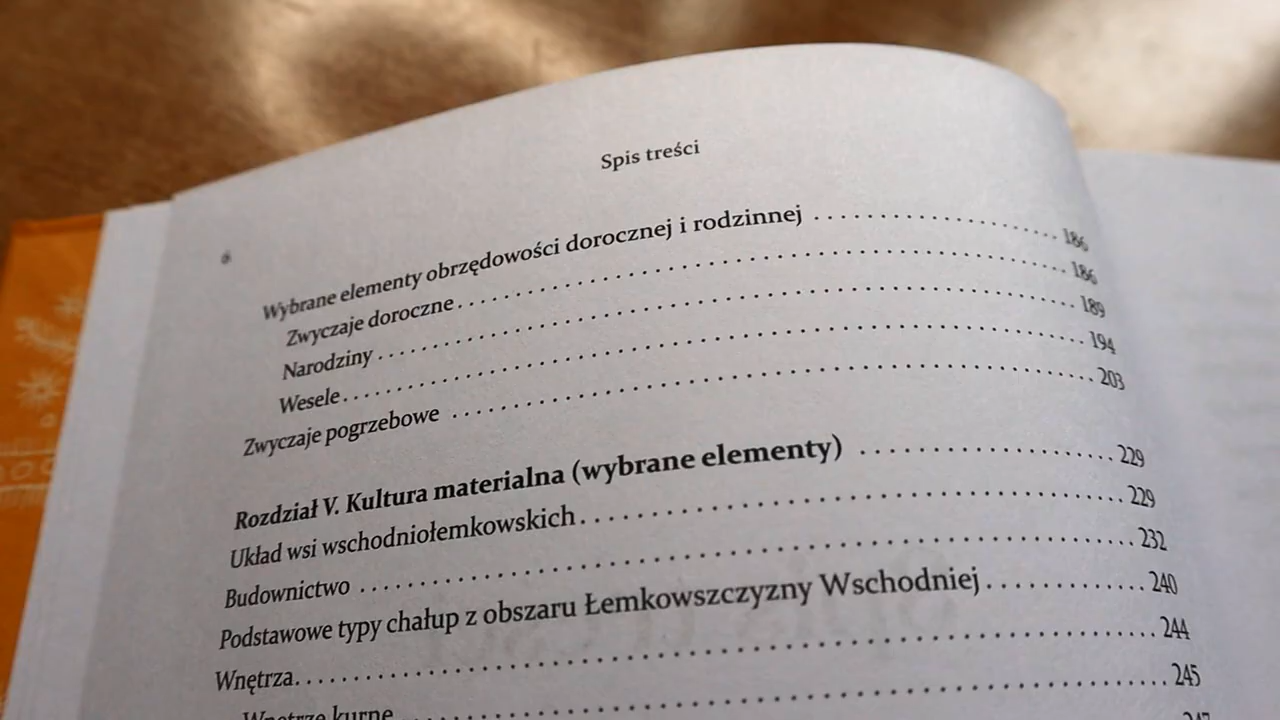 Spis treści
6
Wybrane elementy obrzędowości dorocznej i rodzinnej . . . . . . . . . . . . . . . . . . . . . . . 186
Zwyczaje doroczne . . . . . . . . . . . . . . . . . . . . . . . . . . . . . . . . . . . . . . . . . . . . . . . . 186
Narodziny . . . . . . . . . . . . . . . . . . . . . . . . . . . . . . . . . . . . . . . . . . . . . . . . . . . . . . . 189
Wesele . . . . . . . . . . . . . . . . . . . . . . . . . . . . . . . . . . . . . . . . . . . . . . . . . . . . . . . . . . 194
Zwyczaje pogrzebowe . . . . . . . . . . . . . . . . . . . . . . . . . . . . . . . . . . . . . . . . . . . . . . . 203
Rozdział V. Kultura materialna (wybrane elementy) . . . . . . . . . . . . . . . . . . . . 229
Układ wsi wschodniołemkowskich . . . . . . . . . . . . . . . . . . . . . . . . . . . . . . . . . . . . . . 229
Budownictwo . . . . . . . . . . . . . . . . . . . . . . . . . . . . . . . . . . . . . . . . . . . . . . . . . . . . . 232
Podstawowe typy chałup z obszaru Łemkowszczyzny Wschodniej . . . . . . . . . . . . 240
Wnętrza . . . . . . . . . . . . . . . . . . . . . . . . . . . . . . . . . . . . . . . . . . . . . . . . . . . . . . . . . . 244
Wnętrze kurne . . . . . . . . . . . . . . . . . . . . . . . . . . . . . . . . . . . . . . . . . . . . . . . . . . . . 245